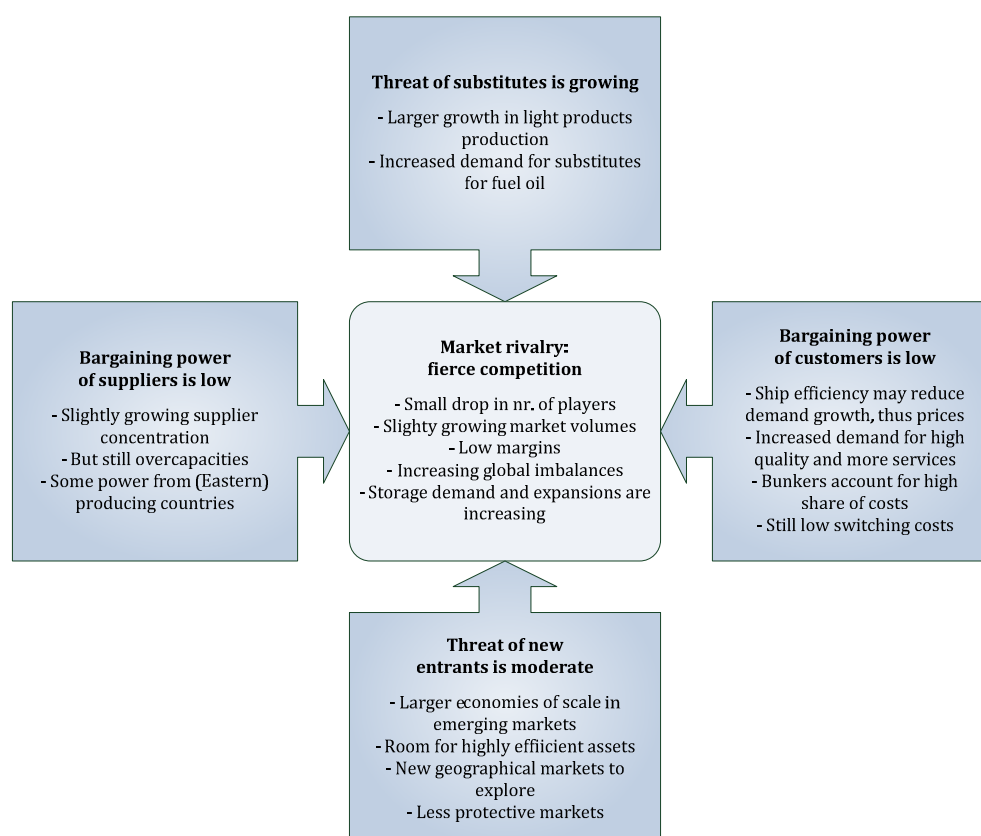 Threat of substitutes is growing
- Larger growth in light products
production
- Increased demand for substitutes
for fuel oil
Bargaining power
of suppliers is low
- Slightly growing supplier
concentration
- But still overcapacities
- Some power from (Eastern)
producing countries
Market rivalry:
fierce competition
- Small drop in nr. of players
- Slighty growing market volumes
- Low margins
- Increasing global imbalances
- Storage demand and expansions are
increasing
Bargaining power
of customers is low
- Ship efficiency may reduce
demand growth, thus prices
- Increased demand for high
quality and more services
- Bunkers account for high
share of costs
- Still low switching costs
Threat of new
entrants is moderate
- Larger economies of scale in
emerging markets
- Room for highly effiicient assets
- New geographical markets to
explore
- Less protective markets